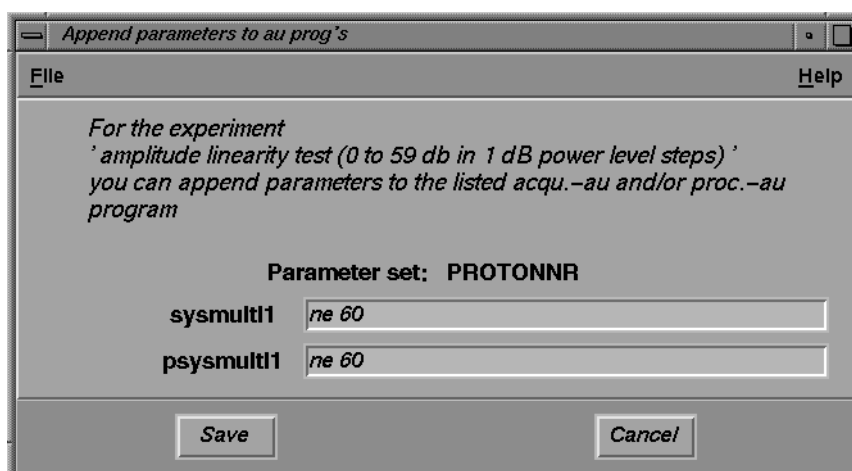 Append parameters to au prog's
File Help
For the experiment
' amplitude linearity test (0 to 59 db in 1 dB power level steps) '
you can append parameters to the listed acqu.-au and/or proc.-au
program
Parameter set: PROTONNR
sysmultl1 ne 60
psysmultl1 ne 60
Save Cancel